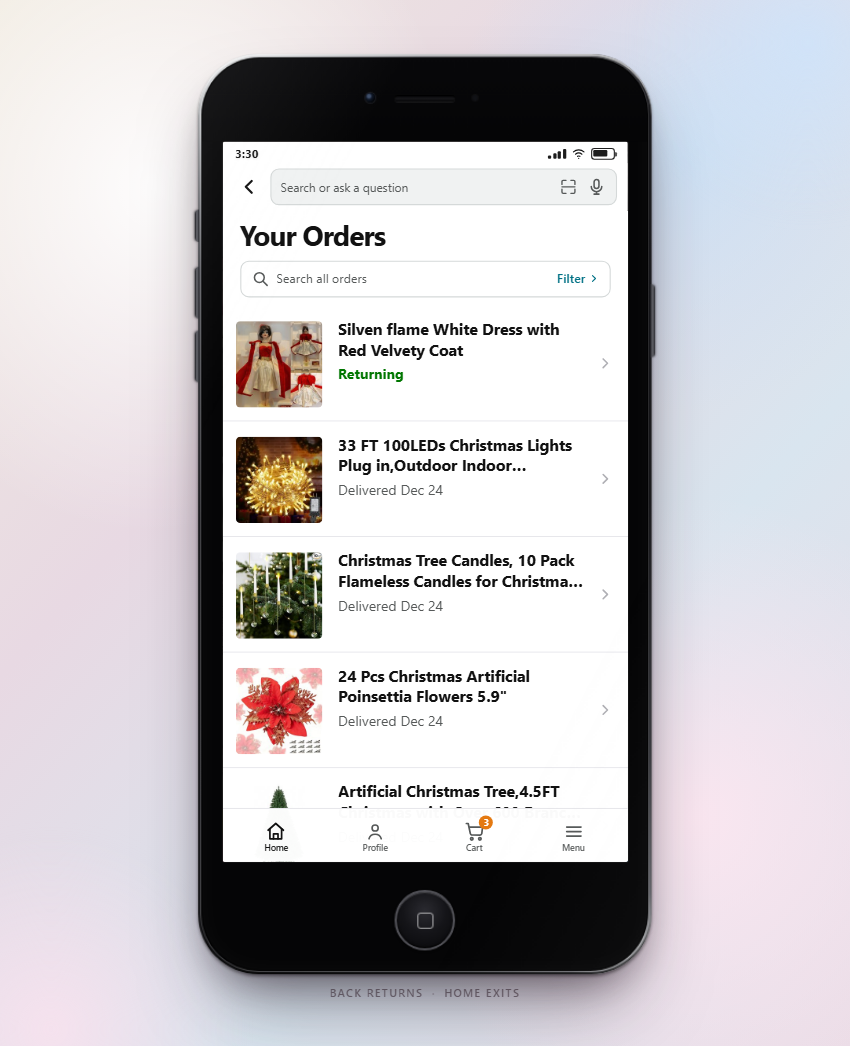 3:30
Search or ask a question
Your Orders
Search all orders
Filter
Silven flame White Dress with
Red Velvety Coat
Returning
33 FT 100LEDs Christmas Lights
Plug in,Outdoor Indoor...
Delivered Dec 24
Christmas Tree Candles, 10 Pack
Flameless Candles for Christma...
Delivered Dec 24
24 Pcs Christmas Artificial
Poinsettia Flowers 5.9"
Delivered Dec 24
Artificial Christmas Tree,4.5FT
3
Home
Profile
Cart
Menu
BACK RETURNS · HOME EXITS